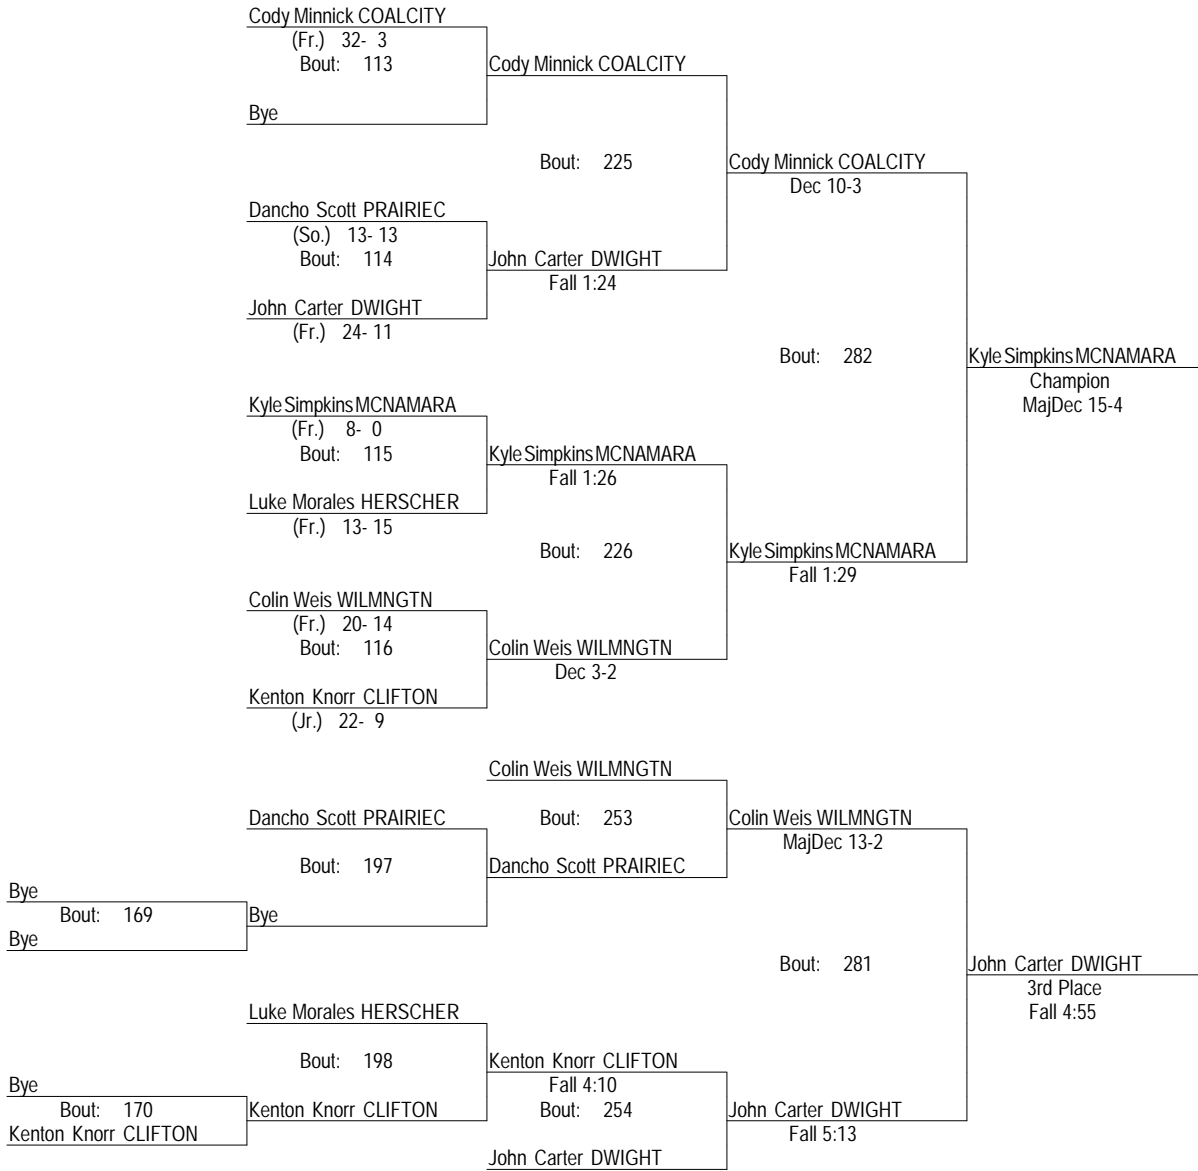 Cody Minnick COALCITY
(Fr.) 32- 3
Bout: 113
Cody Minnick COALCITY
Bye
Bout: 225
Cody Minnick COALCITY
Dec 10-3
Dancho Scott PRAIRIEC
(So.) 13- 13
Bout: 114
John Carter DWIGHT
Fall 1:24
John Carter DWIGHT
(Fr.) 24- 11
Bout: 282
Kyle Simpkins MCNAMARA
Champion
MajDec 15-4
Kyle Simpkins MCNAMARA
(Fr.) 8- 0
Bout: 115
Kyle Simpkins MCNAMARA
Fall 1:26
Luke Morales HERSCHER
(Fr.) 13- 15
Bout: 226
Kyle Simpkins MCNAMARA
Fall 1:29
Colin Weis WILMNGTN
(Fr.) 20- 14
Bout: 116
Colin Weis WILMNGTN
Dec 3-2
Kenton Knorr CLIFTON
(Jr.) 22- 9
Colin Weis WILMNGTN
Dancho Scott PRAIRIEC
Bout: 253
Colin Weis WILMNGTN
MajDec 13-2
Bout: 197
Dancho Scott PRAIRIEC
Bye
Bout: 169
Bye
Bye
Bout: 281
John Carter DWIGHT
3rd Place
Fall 4:55
Luke Morales HERSCHER
Bout: 198
Kenton Knorr CLIFTON
Fall 4:10
Bye
Bout: 170
Kenton Knorr CLIFTON
Bout: 254
John Carter DWIGHT
Fall 5:13
Kenton Knorr CLIFTON
John Carter DWIGHT